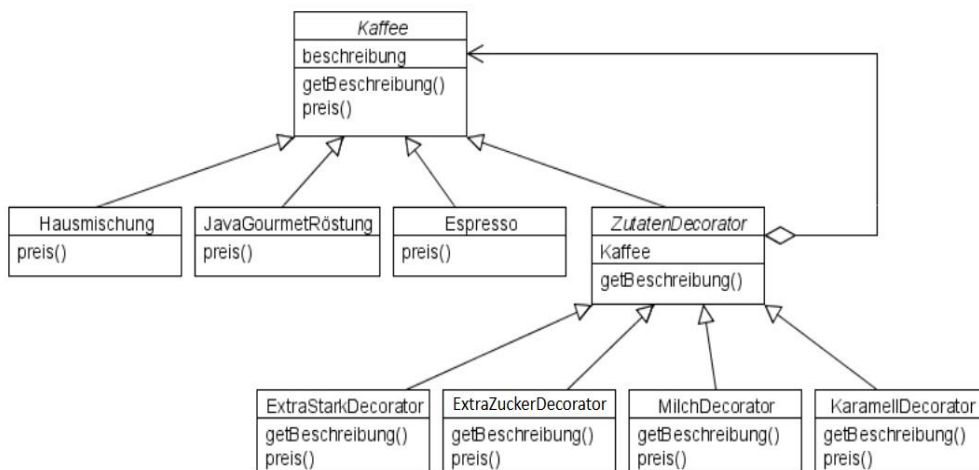 Kaffee
beschreibung
getBeschreibung()
preis()
Hausmischung
preis()
JavaGourmetRöstung
preis()
Espresso
preis()
ZutatenDecorator
Kaffee
getBeschreibung()
ExtraStarkDecorator
getBeschreibung()
preis()
ExtraZuckerDecorator
getBeschreibung()
preis()
MilchDecorator
getBeschreibung()
preis()
KaramellDecorator
getBeschreibung()
preis()